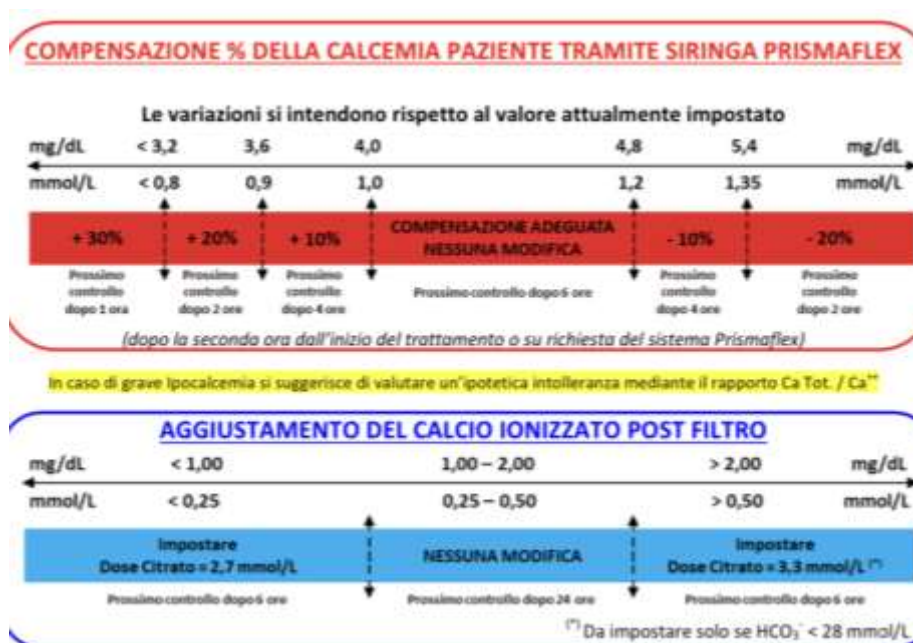 COMPENSAZIONE % DELLA CALCEMIA PAZIENTE TRAMITE SIRINGA PRISMAFLEX
Le variazioni si intendono rispetto al valore attualmente impostato
mg/dL < 3,2 3,6 4,0 4,8 5,4 mg/dL
mmol/L < 0,8 0,9 1,0 1,2 1,35 mmol/L
+ 30% + 20% + 10% COMPENSAZIONE ADEGUATA - 10% - 20%
NESSUNA MODIFICA
Prossimo Prossimo Prossimo Prossimo controllo dopo 6 ore Prossimo Prossimo
controllo controllo controllo controllo controllo
dopo 1 ora dopo 2 ore dopo 4 ore dopo 4 ore dopo 2 ore
(dopo la seconda ora dall'inizio del trattamento o su richiesta del sistema Prismaflex)
In caso di grave Ipocalcemia si suggerisce di valutare un'ipotetica intolleranza mediante il rapporto Ca Tot. / Ca⁺⁺
AGGIUSTAMENTO DEL CALCIO IONIZZATO POST FILTRO
mg/dL < 1,00 1,00 – 2,00 > 2,00 mg/dL
mmol/L < 0,25 0,25 – 0,50 > 0,50 mmol/L
Impostare NESSUNA MODIFICA Impostare
Dose Citrato = 2,7 mmol/L Dose Citrato = 3,3 mmol/L (*)
Prossimo controllo dopo 6 ore Prossimo controllo dopo 24 ore Prossimo controllo dopo 6 ore
(*) Da impostare solo se HCO₃⁻ < 28 mmol/L